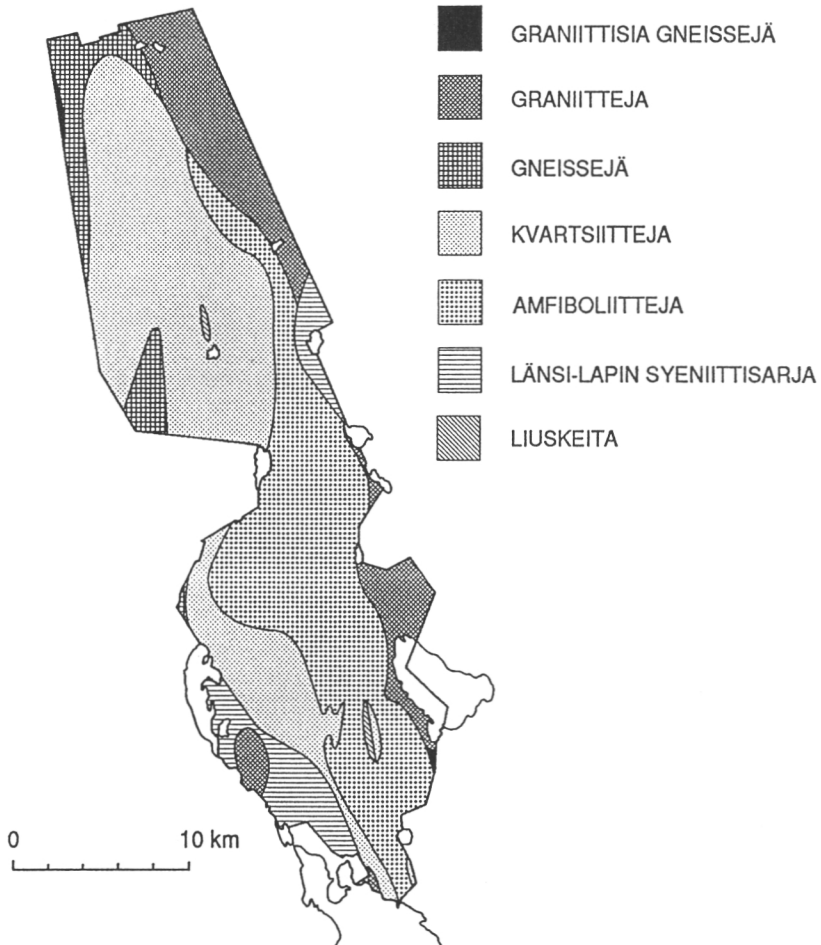 GRANIITTISIA GNEISSEJÄ
GRANIITTEJA
GNEISSEJÄ
KVARTSIITTEJA
AMFIBOLIITTEJA
LÄNSI-LAPIN SYENIITTISARJA
LIUSKEITA
0 10 km